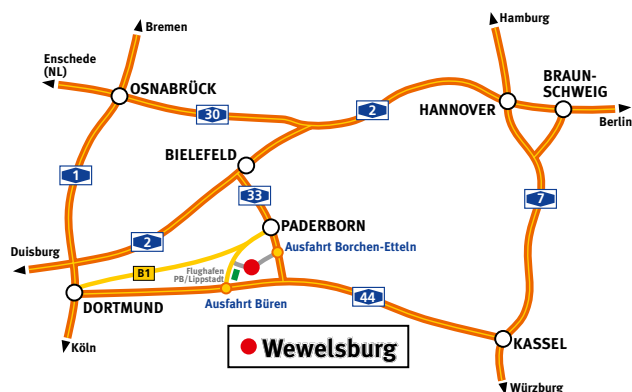 Hamburg
Bremen
Enschede
(NL)
OSNABRÜCK
BRAUN-
SCHWEIG
HANNOVER
Berlin
30
2
BIELEFELD
1
33
7
PADERBORN
Duisburg
2
Ausfahrt Borchen-Etteln
B1
Flughafen
PB/Lippstadt
DORTMUND
Ausfahrt Büren
44
Köln
KASSEL
Wewelsburg
Würzburg